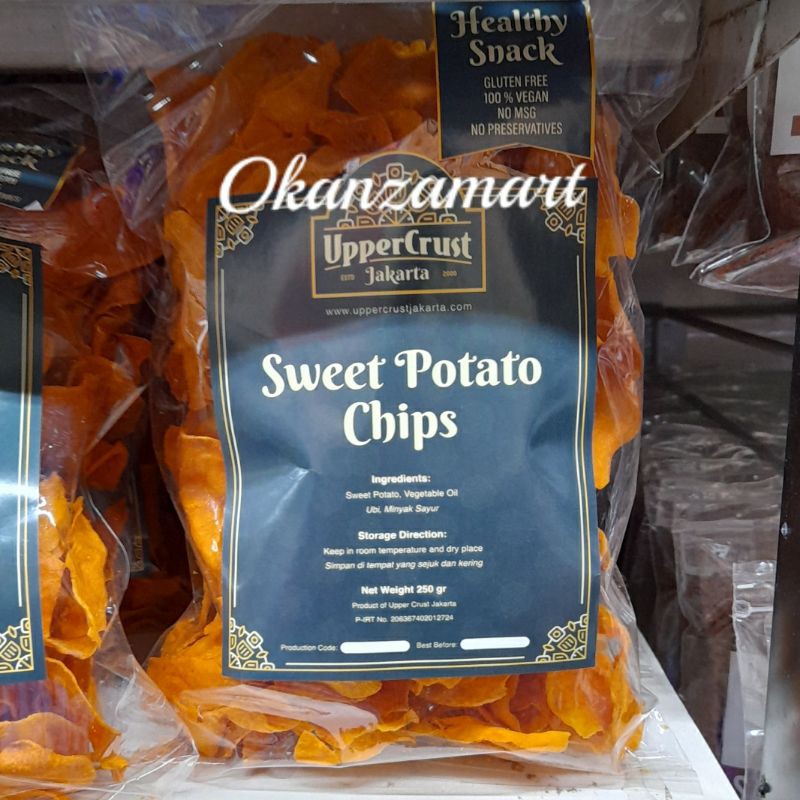 Healthy
Snack
GLUTEN FREE
100 % VEGAN
NO MSG
NO PRESERVATIVES
Okanzamart
UpperCrust
ESTD Jakarta 2000
www.uppercrustjakarta.com
Sweet Potato
Chips
Ingredients:
Sweet Potato, Vegetable Oil
Ubi, Minyak Sayur
Storage Direction:
Keep in room temperature and dry place
Simpan di tempat yang sejuk dan kering
Net Weight 250 gr
Product of Upper Crust Jakarta
P-IRT No. 206367402012724
Production Code: Best Before: